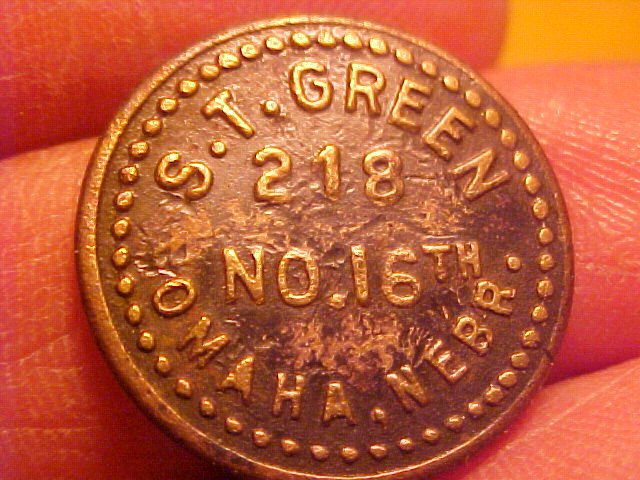 S.T. GREEN
218
NO. 16TH
OMAHA, NEBR.